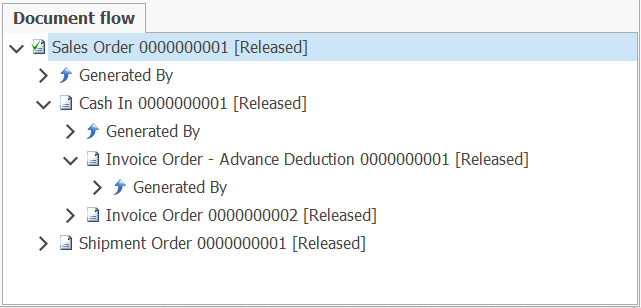 Document flow
Sales Order 0000000001 [Released]
Generated By
Cash In 0000000001 [Released]
Generated By
Invoice Order - Advance Deduction 0000000001 [Released]
Generated By
Invoice Order 0000000002 [Released]
Shipment Order 0000000001 [Released]